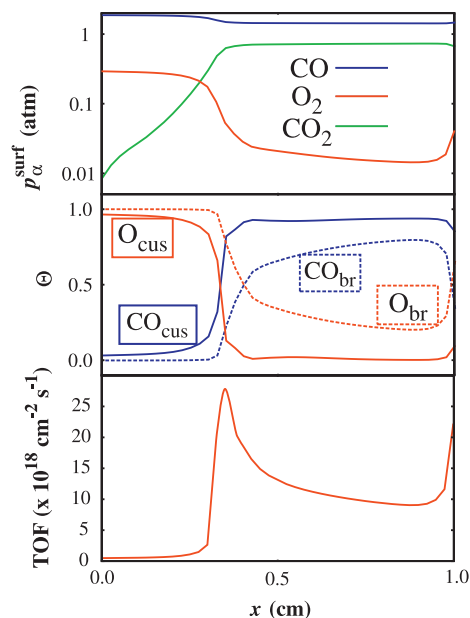 p_α^surf (atm)
1
0.1
0.01
CO
O₂
CO₂
Θ
1.0
0.5
0.0
O_cus
CO_cus
CO_br
O_br
TOF (x 10¹⁸ cm⁻² s⁻¹)
25
20
15
10
5
0
0.0 0.5 1.0
x (cm)